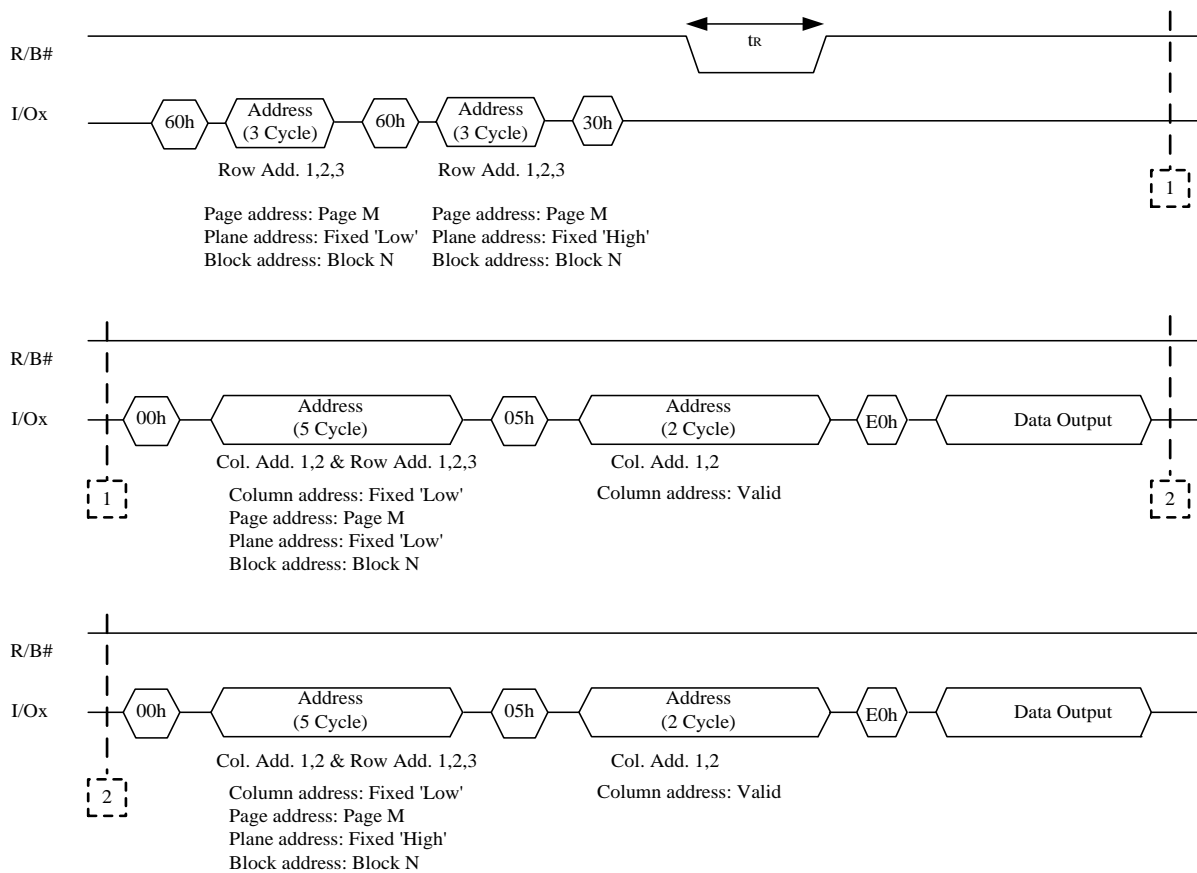 R/B#
tR
I/Ox
60h
Address
(3 Cycle)
60h
Address
(3 Cycle)
30h
Row Add. 1,2,3
Row Add. 1,2,3
Page address: Page M
Plane address: Fixed 'Low'
Block address: Block N
Page address: Page M
Plane address: Fixed 'High'
Block address: Block N
1
R/B#
I/Ox
00h
Address
(5 Cycle)
05h
Address
(2 Cycle)
E0h
Data Output
Col. Add. 1,2 & Row Add. 1,2,3
Col. Add. 1,2
Column address: Fixed 'Low'
Page address: Page M
Plane address: Fixed 'Low'
Block address: Block N
Column address: Valid
1
2
R/B#
I/Ox
00h
Address
(5 Cycle)
05h
Address
(2 Cycle)
E0h
Data Output
Col. Add. 1,2 & Row Add. 1,2,3
Col. Add. 1,2
Column address: Fixed 'Low'
Page address: Page M
Plane address: Fixed 'High'
Block address: Block N
Column address: Valid
2